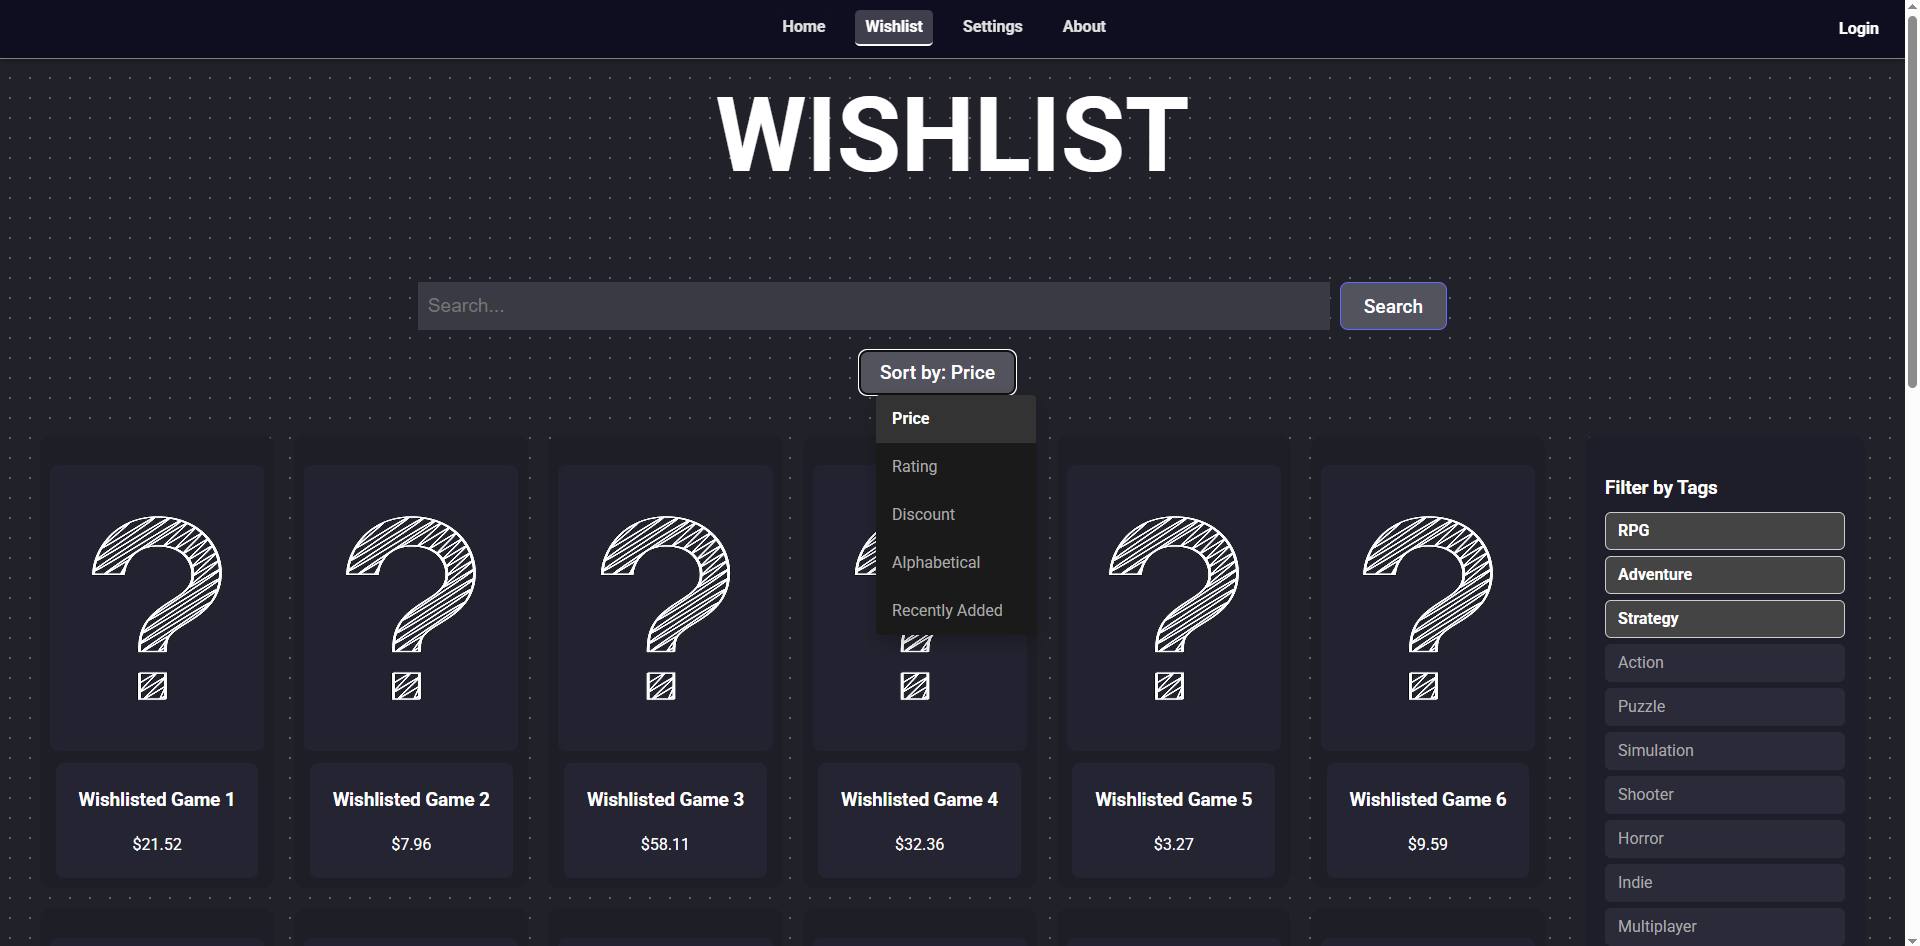 Home Wishlist Settings About Login
WISHLIST
Search... Search
Sort by: Price
Price
Rating
Discount
Alphabetical
Recently Added
Wishlisted Game 1
$21.52
Wishlisted Game 2
$7.96
Wishlisted Game 3
$58.11
Wishlisted Game 4
$32.36
Wishlisted Game 5
$3.27
Wishlisted Game 6
$9.59
Filter by Tags
RPG
Adventure
Strategy
Action
Puzzle
Simulation
Shooter
Horror
Indie
Multiplayer